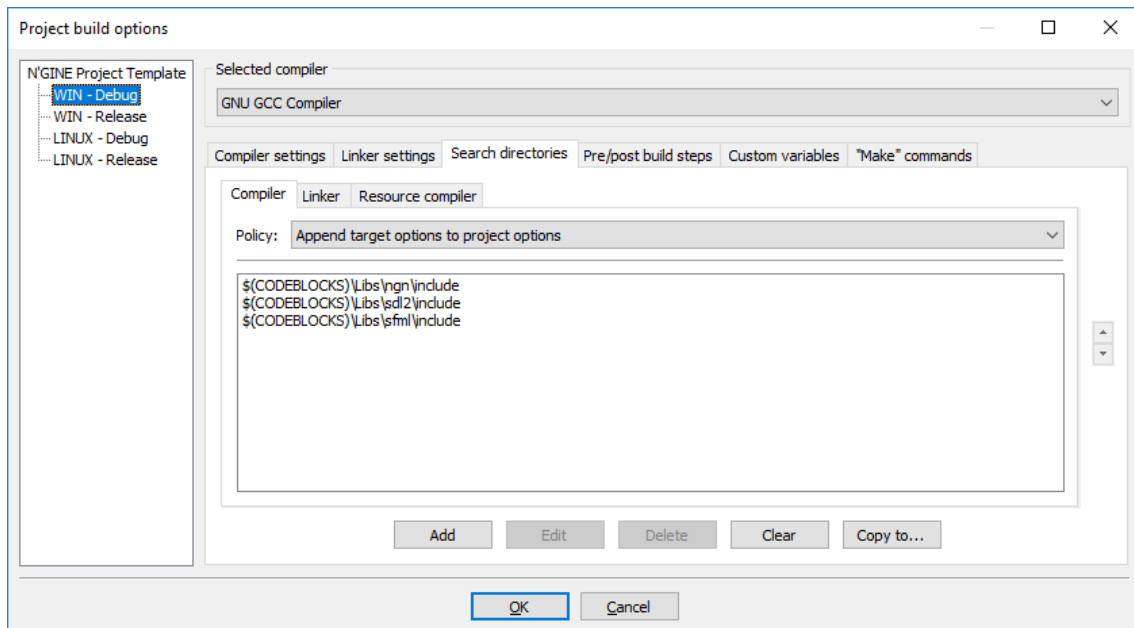 Project build options
N'GINE Project Template
WIN - Debug
WIN - Release
LINUX - Debug
LINUX - Release
Selected compiler
GNU GCC Compiler
Compiler settings Linker settings Search directories Pre/post build steps Custom variables "Make" commands
Compiler Linker Resource compiler
Policy: Append target options to project options
$(CODEBLOCKS)\Libs\ngn\include
$(CODEBLOCKS)\Libs\sdl2\include
$(CODEBLOCKS)\Libs\sfml\include
Add Edit Delete Clear Copy to...
OK Cancel